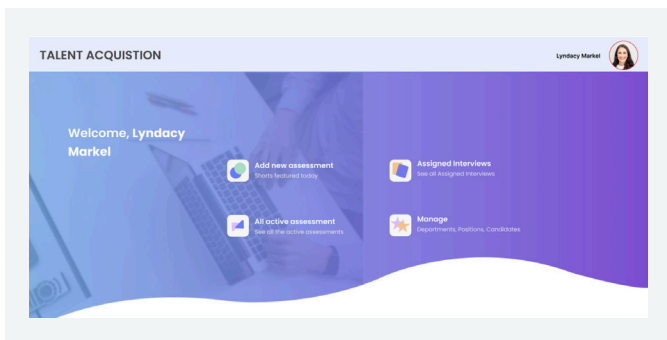 TALENT ACQUISTION
Lyndacy Markel
Welcome, Lyndacy
Markel
Add new assessment
Shorts featured today
Assigned Interviews
See all Assigned Interviews
All active assessment
See all the active assessments
Manage
Departments, Positions, Candidates